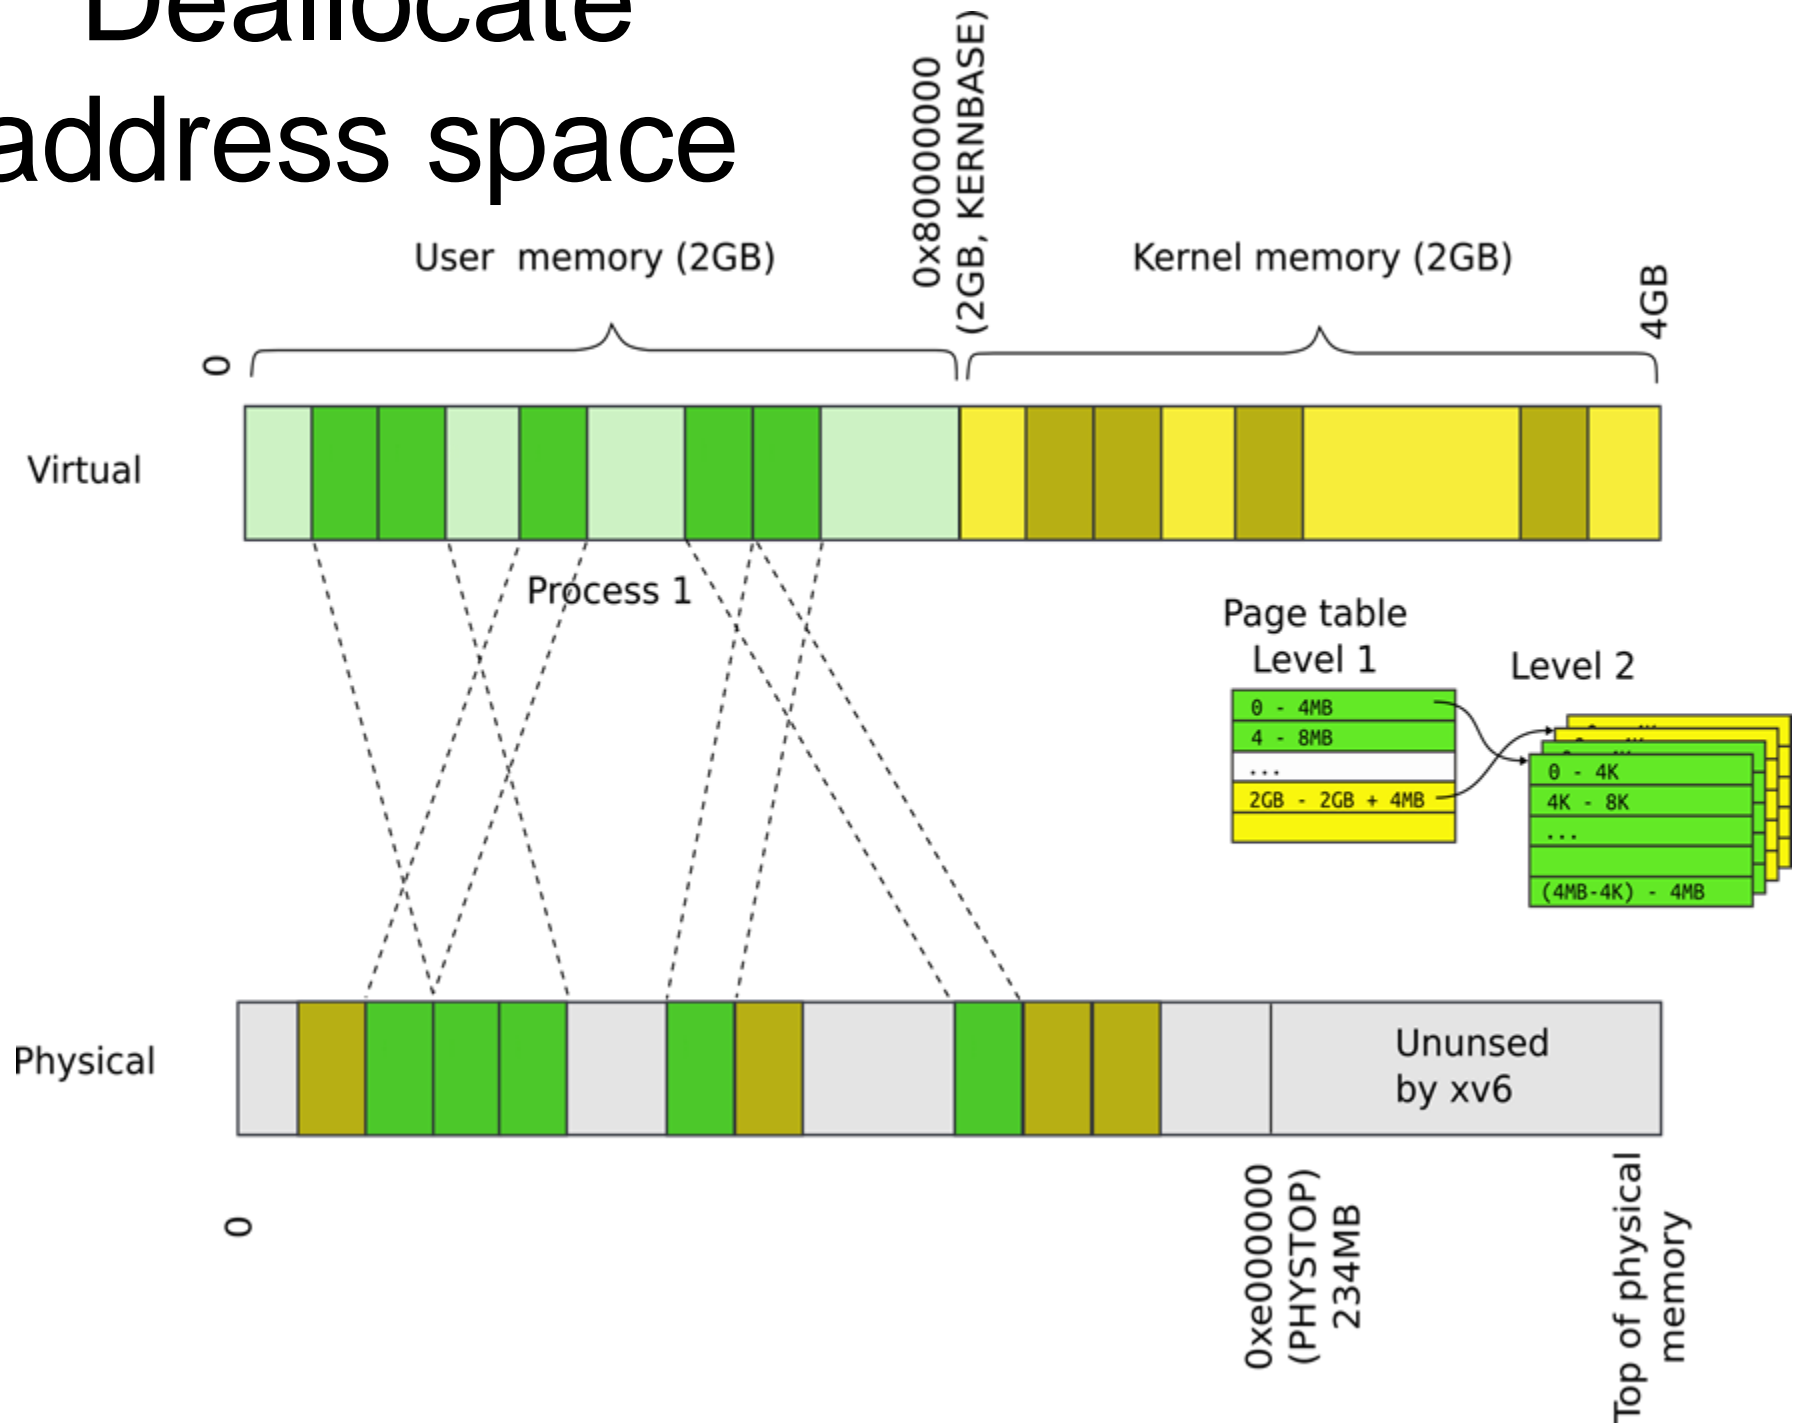 Deallocate
address space
0x80000000
(2GB, KERNBASE)
User  memory (2GB)
Kernel memory (2GB)
4GB
0
Virtual
Process 1
Page table
Level 1
Level 2
0 - 4MB
4 - 8MB
...
2GB - 2GB + 4MB
0 - 4K
4K - 8K
...
(4MB-4K) - 4MB
Physical
Ununsed
by xv6
0
0xe000000
(PHYSTOP)
234MB
Top of physical
memory